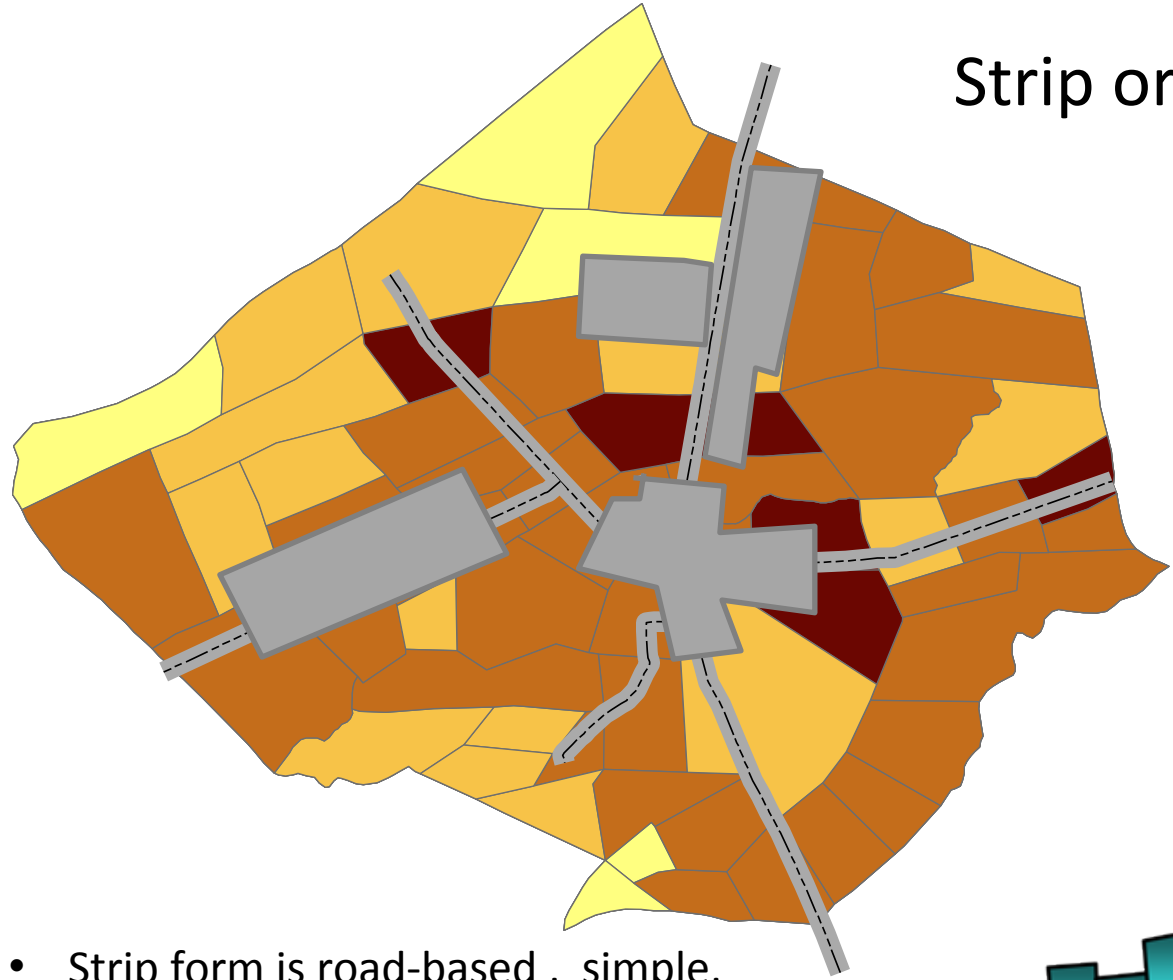 Strip or
• Strip form is road-based , simple,